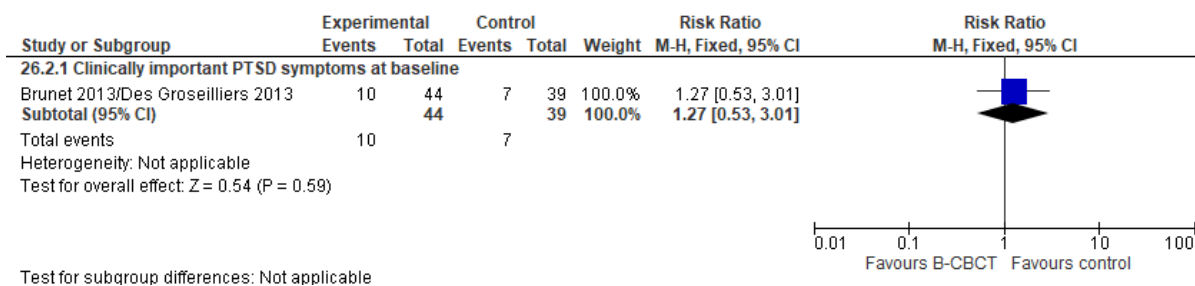 Experimental Control Risk Ratio Risk Ratio
Study or Subgroup Events Total Events Total Weight M-H, Fixed, 95% CI M-H, Fixed, 95% CI
26.2.1 Clinically important PTSD symptoms at baseline
Brunet 2013/Des Groseilliers 2013 10 44 7 39 100.0% 1.27 [0.53, 3.01]
Subtotal (95% CI) 44 39 100.0% 1.27 [0.53, 3.01]
Total events 10 7
Heterogeneity: Not applicable
Test for overall effect: Z = 0.54 (P = 0.59)
0.01 0.1 1 10 100
Favours B-CBCT Favours control
Test for subgroup differences: Not applicable